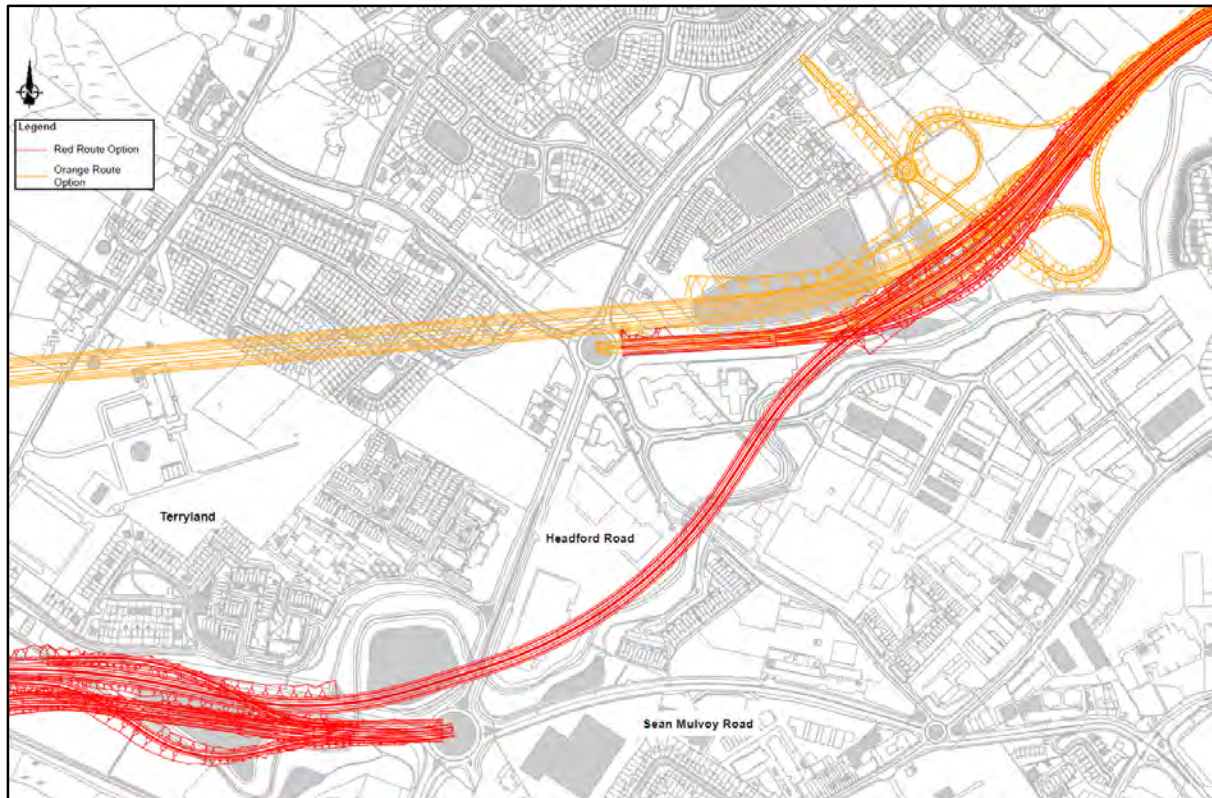 Legend
Red Route Option
Orange Route
Option
Terryland
Headford Road
Sean Mulvoy Road